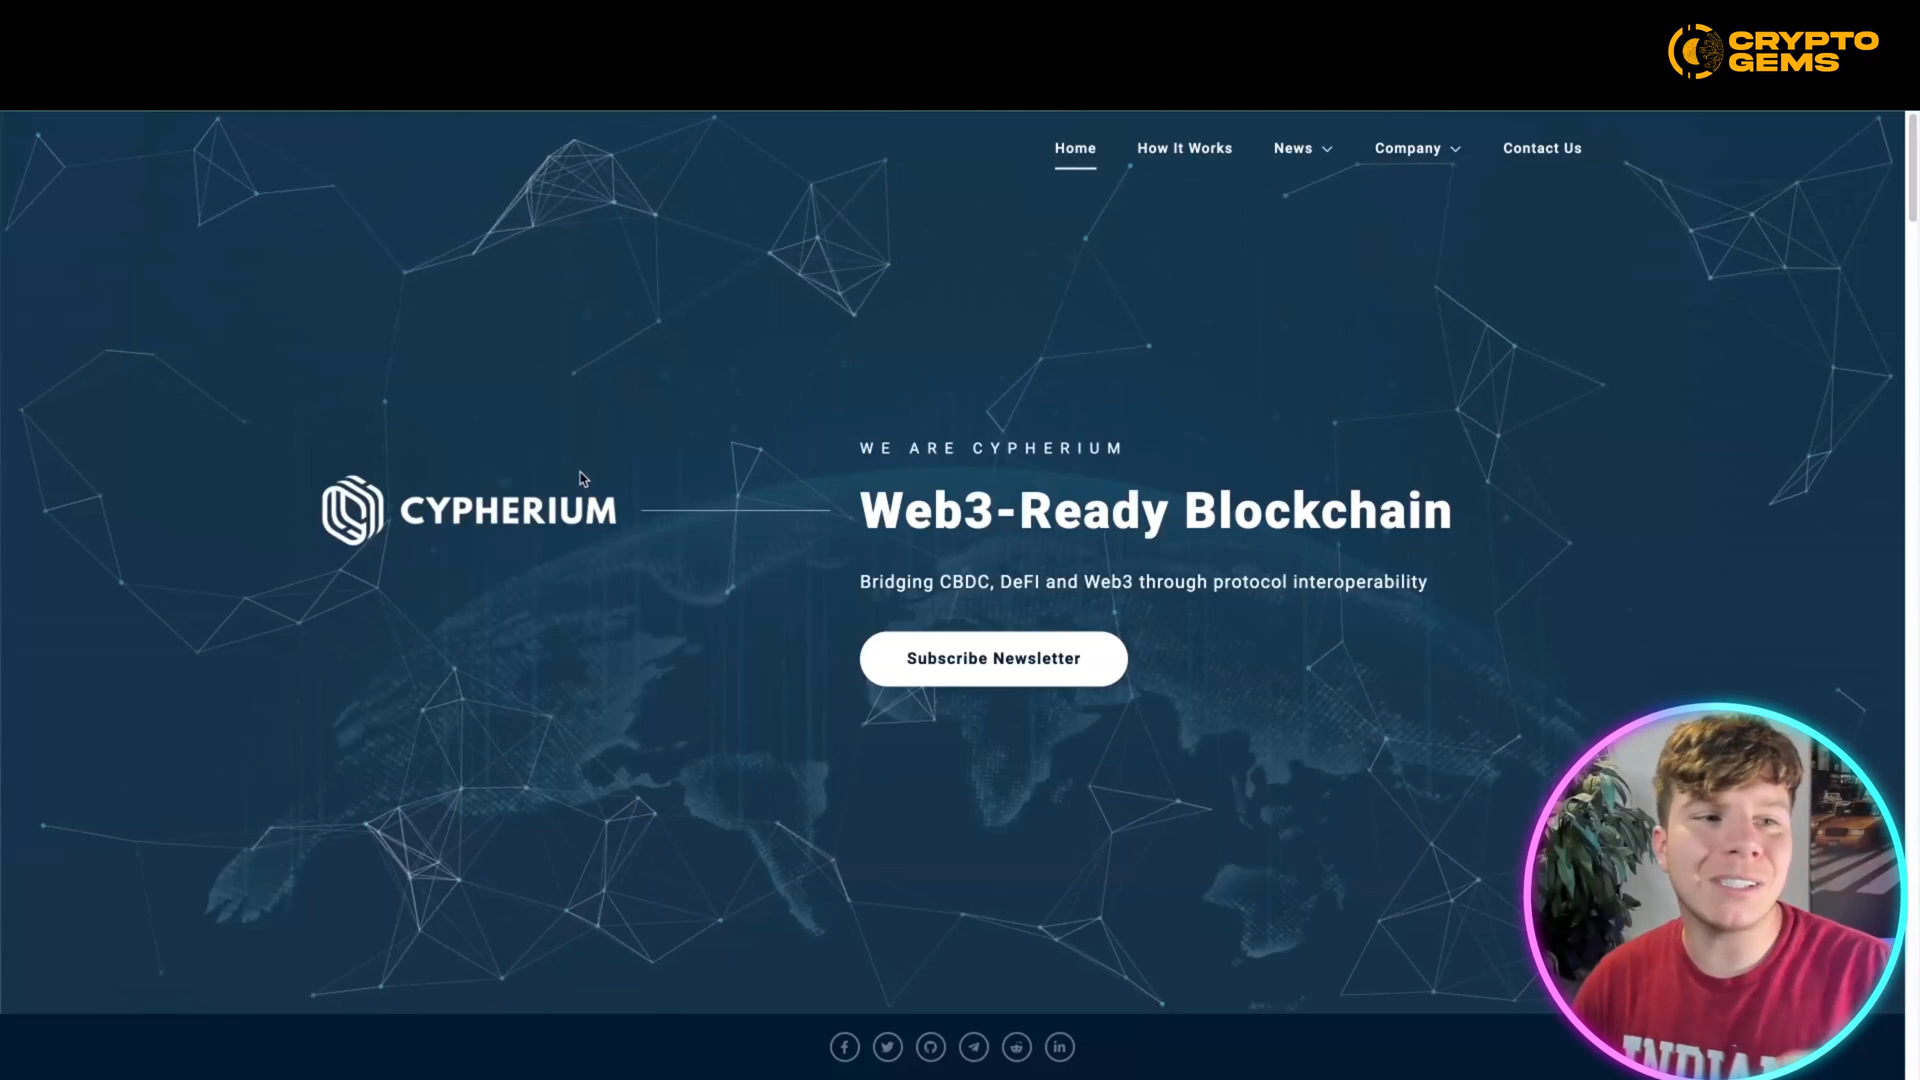 CRYPTO
GEMS
Home
How It Works
News
Company
Contact Us
CYPHERIUM
WE ARE CYPHERIUM
Web3-Ready Blockchain
Bridging CBDC, DeFI and Web3 through protocol interoperability
Subscribe Newsletter